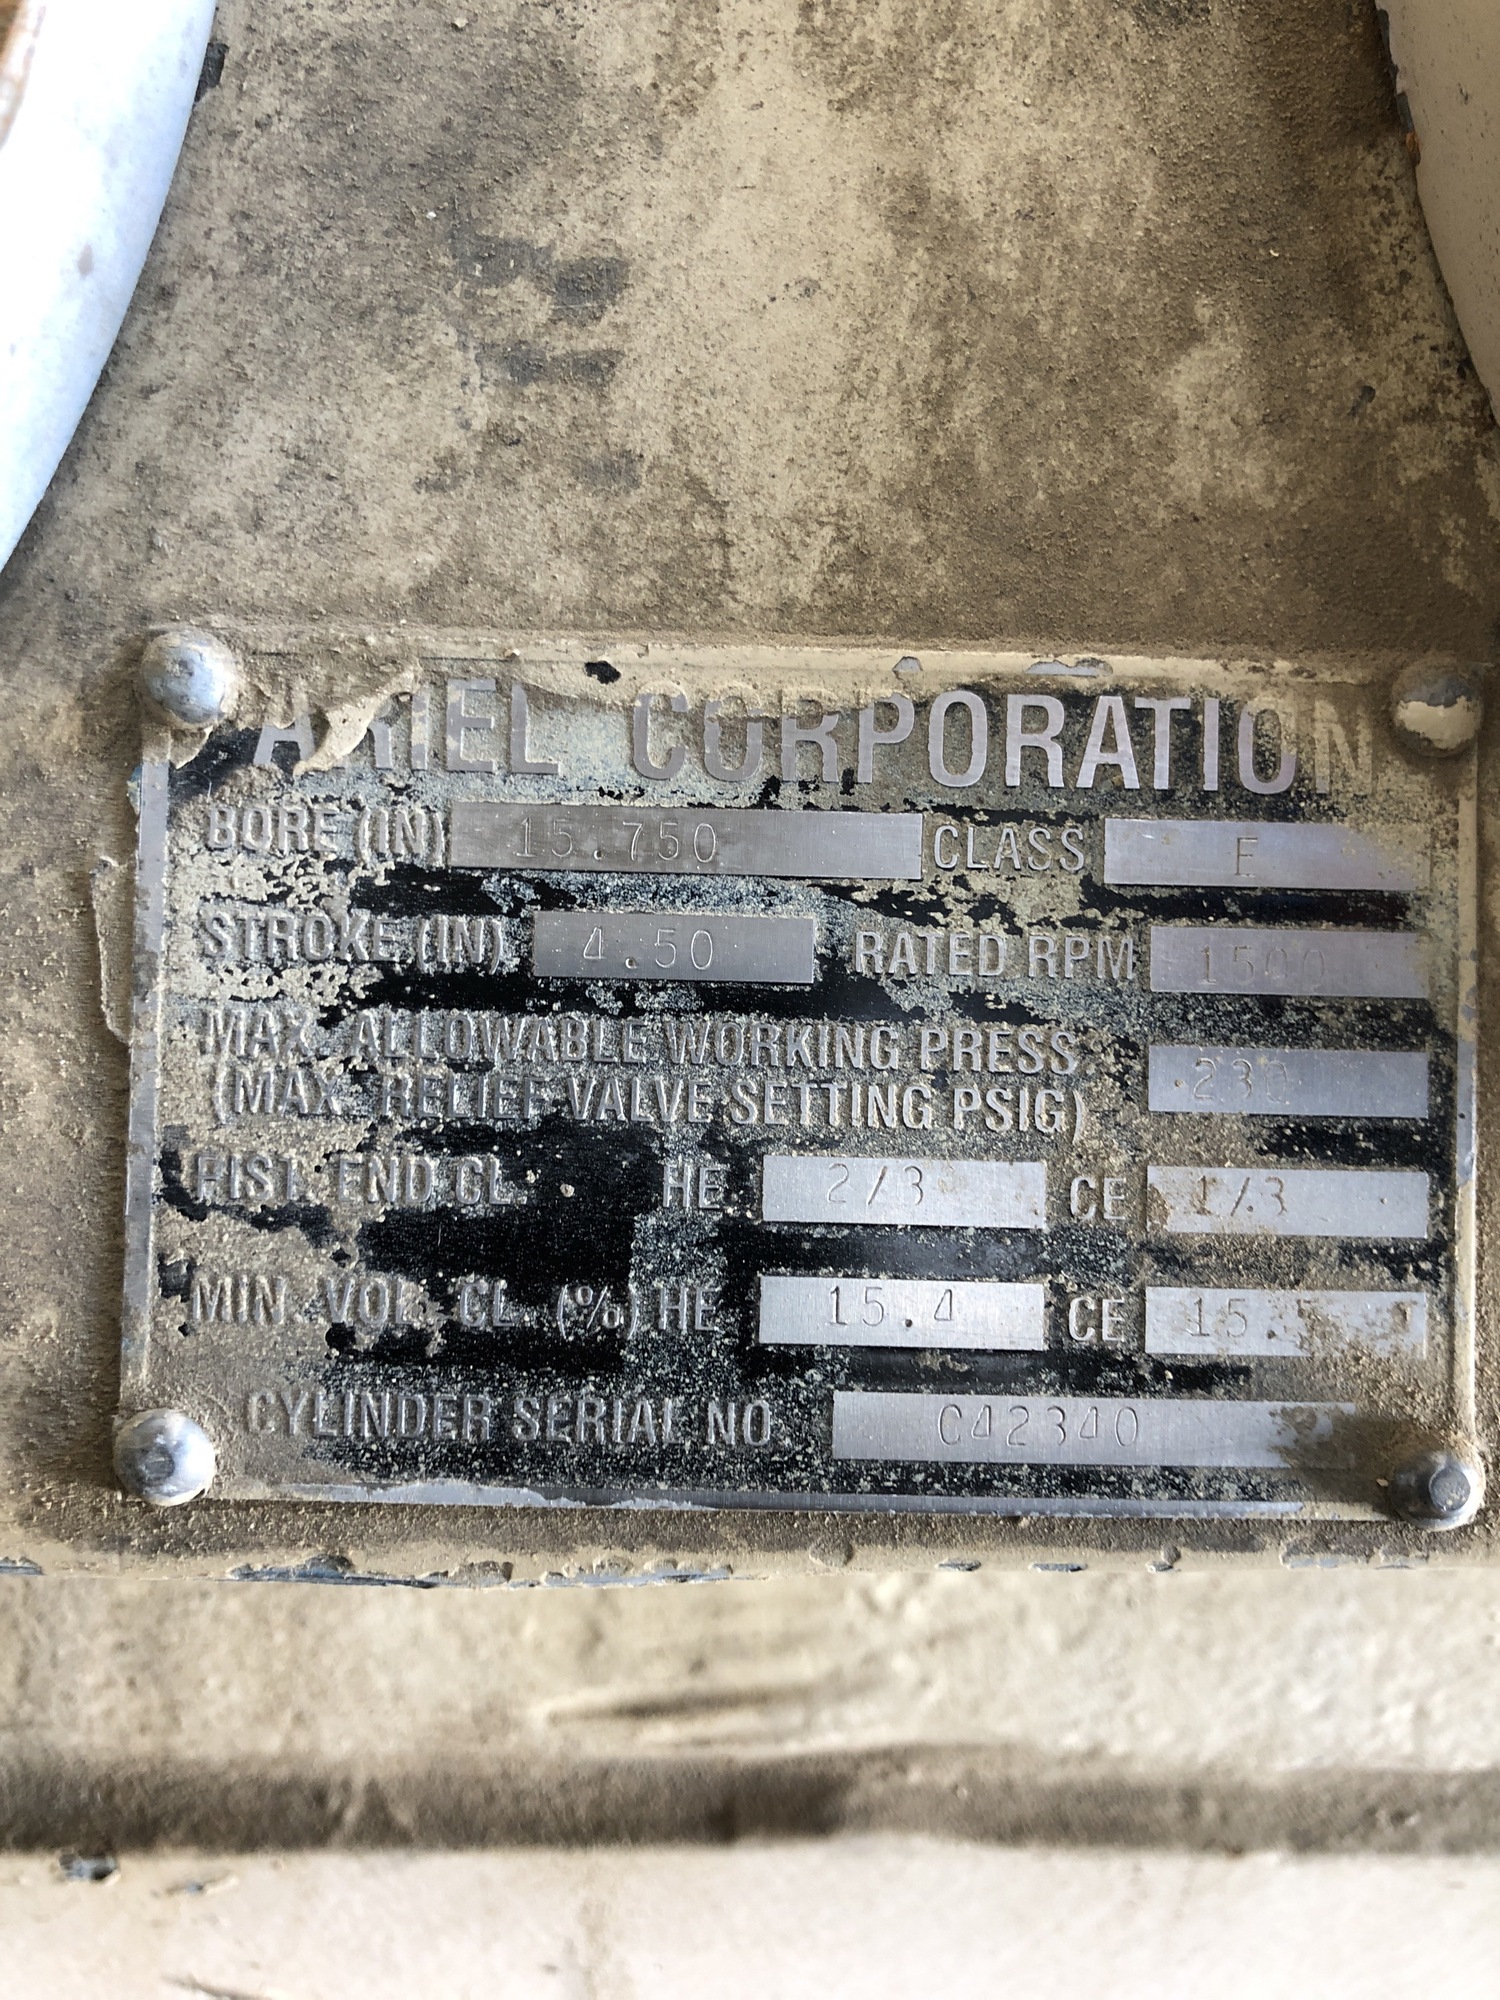 ARIEL CORPORATION
BORE (IN) 15.750 CLASS E
STROKE (IN) 4.50 RATED RPM 1500
MAX. ALLOWABLE WORKING PRESS.
(MAX. RELIEF VALVE SETTING PSIG) 230
PIST. END CL. HE 2/3 CE 1/3
MIN. VOL. CL. (%) HE 15.4 CE
CYLINDER SERIAL NO. C42340